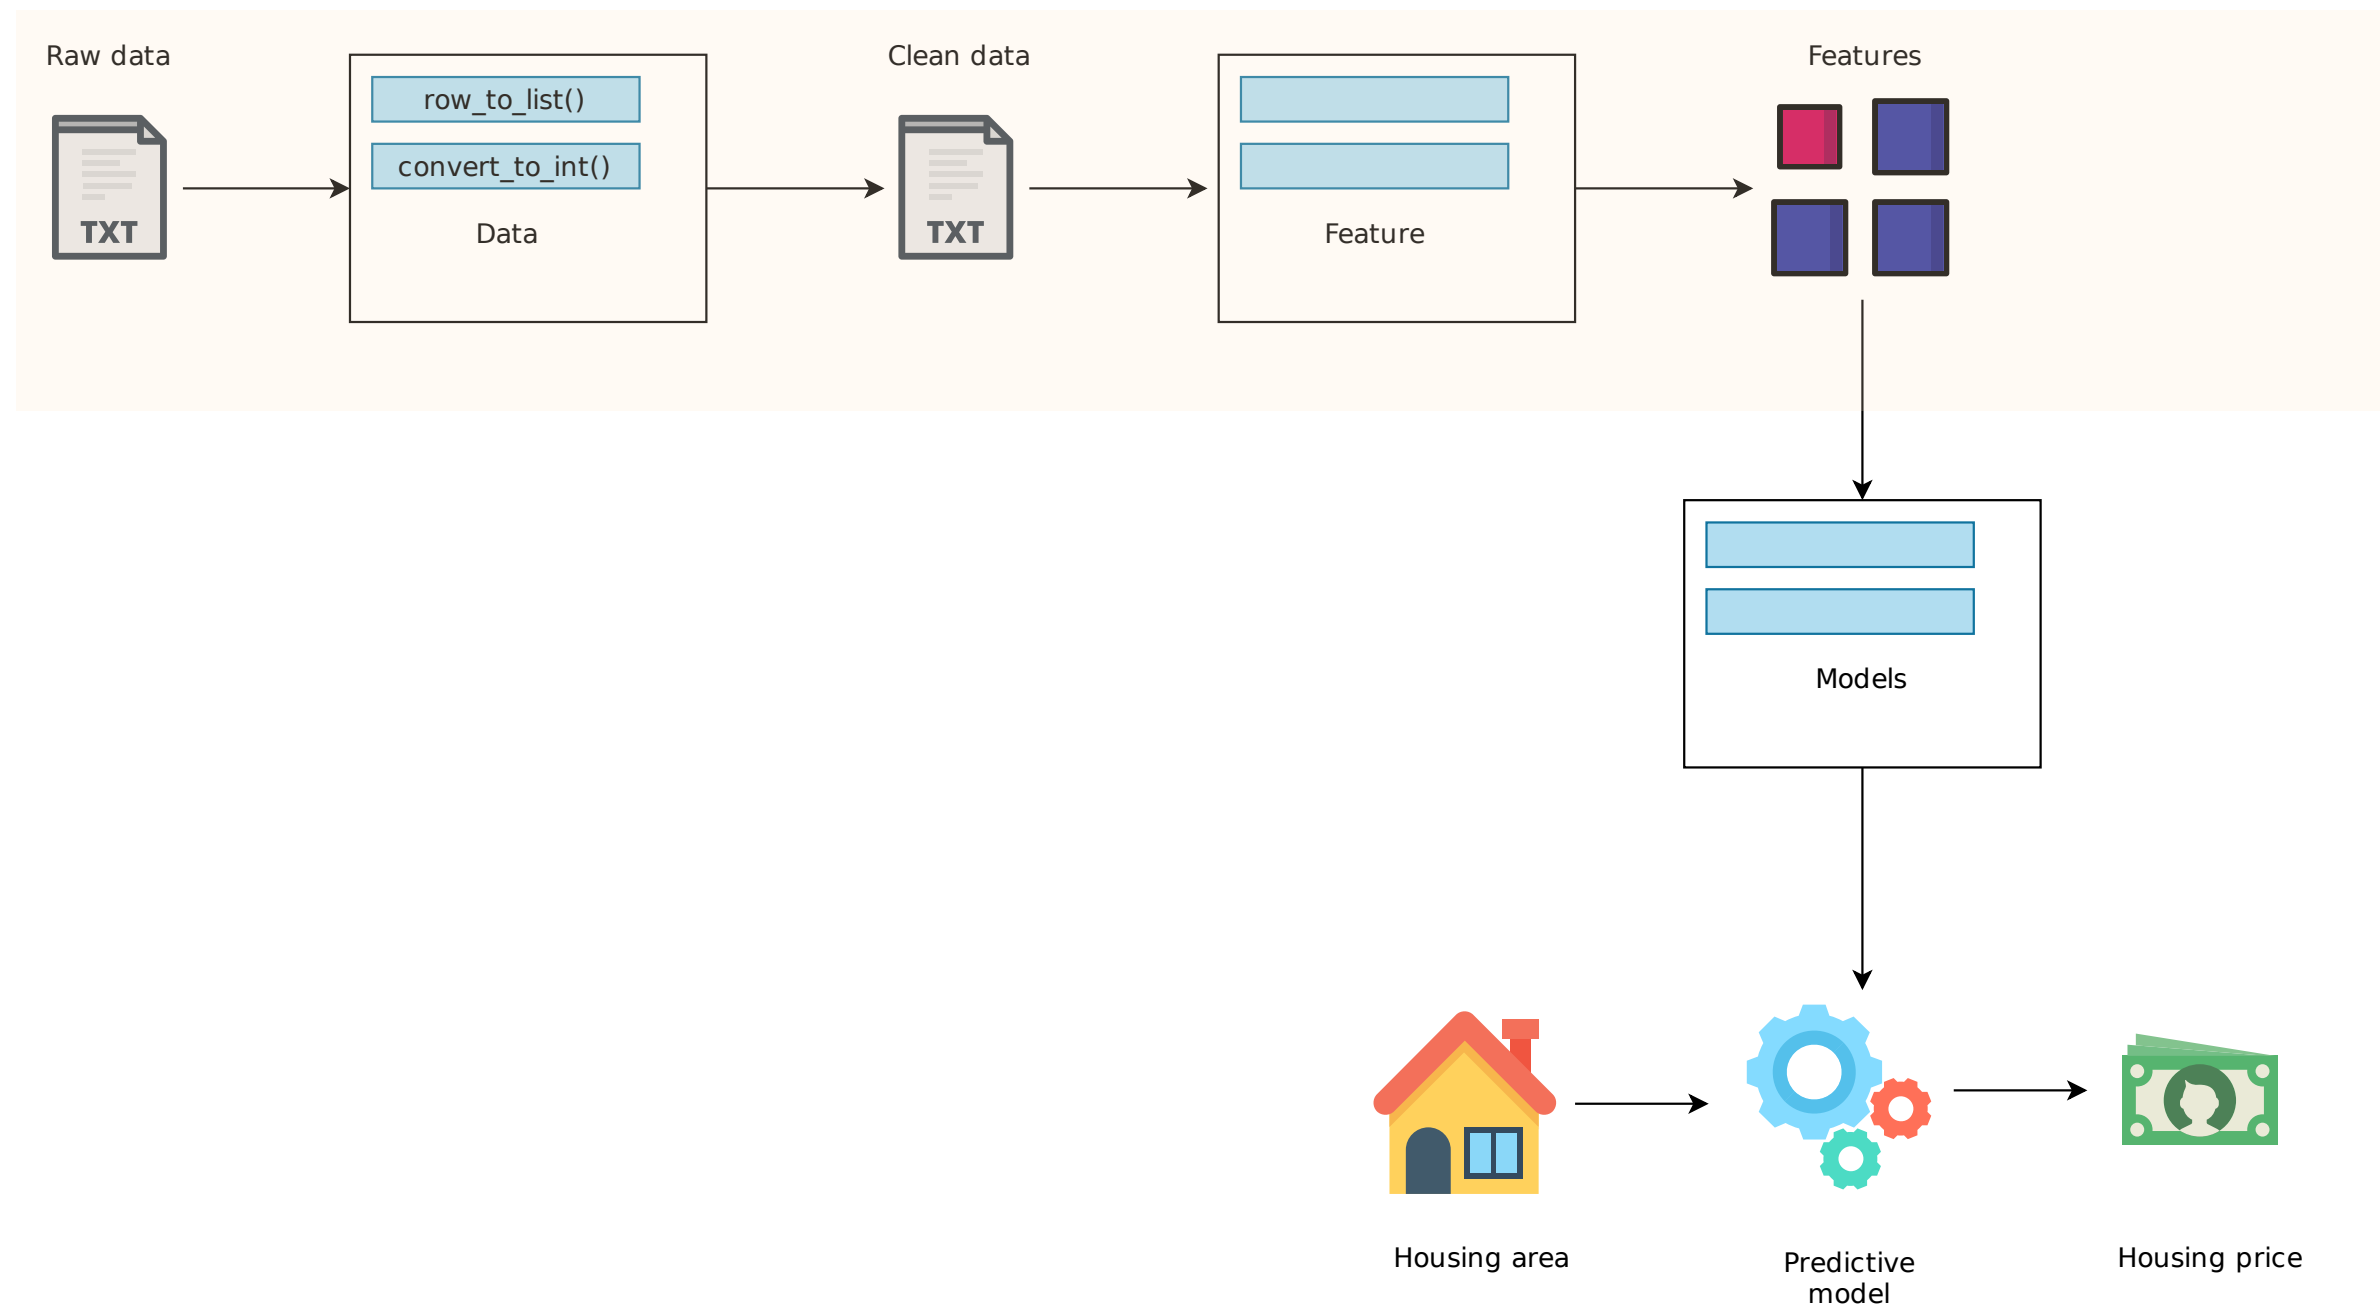 Raw data
Clean data
Features
row_to_list()
convert_to_int()
TXT
Data
TXT
Feature
Models
Housing area
Predictive
model
Housing price